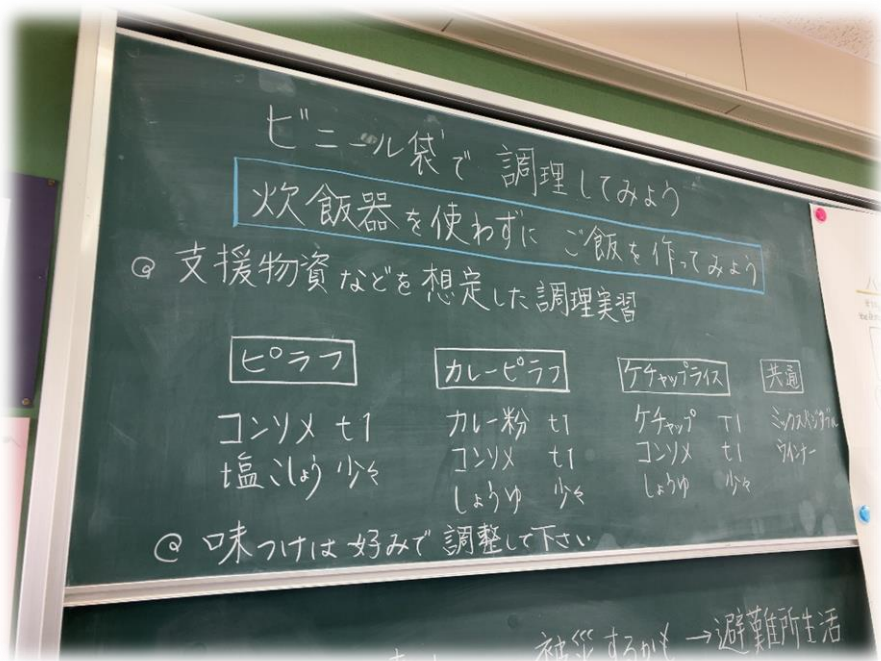 ビニール袋で調理してみよう
炊飯器を使わずに ご飯を作ってみよう
@ 支援物資などを想定した調理実習
ピラフ
コンソメ t1
塩こしょう 少々
カレーピラフ
カレー粉 t1
コンソメ t1
しょうゆ 少々
ケチャップライス
ケチャップ T1
コンソメ t1
しょうゆ 少々
共通
ミックスベジタブル
ウインナー
@ 味つけは好みで調整して下さい
被災するかも→避難所生活